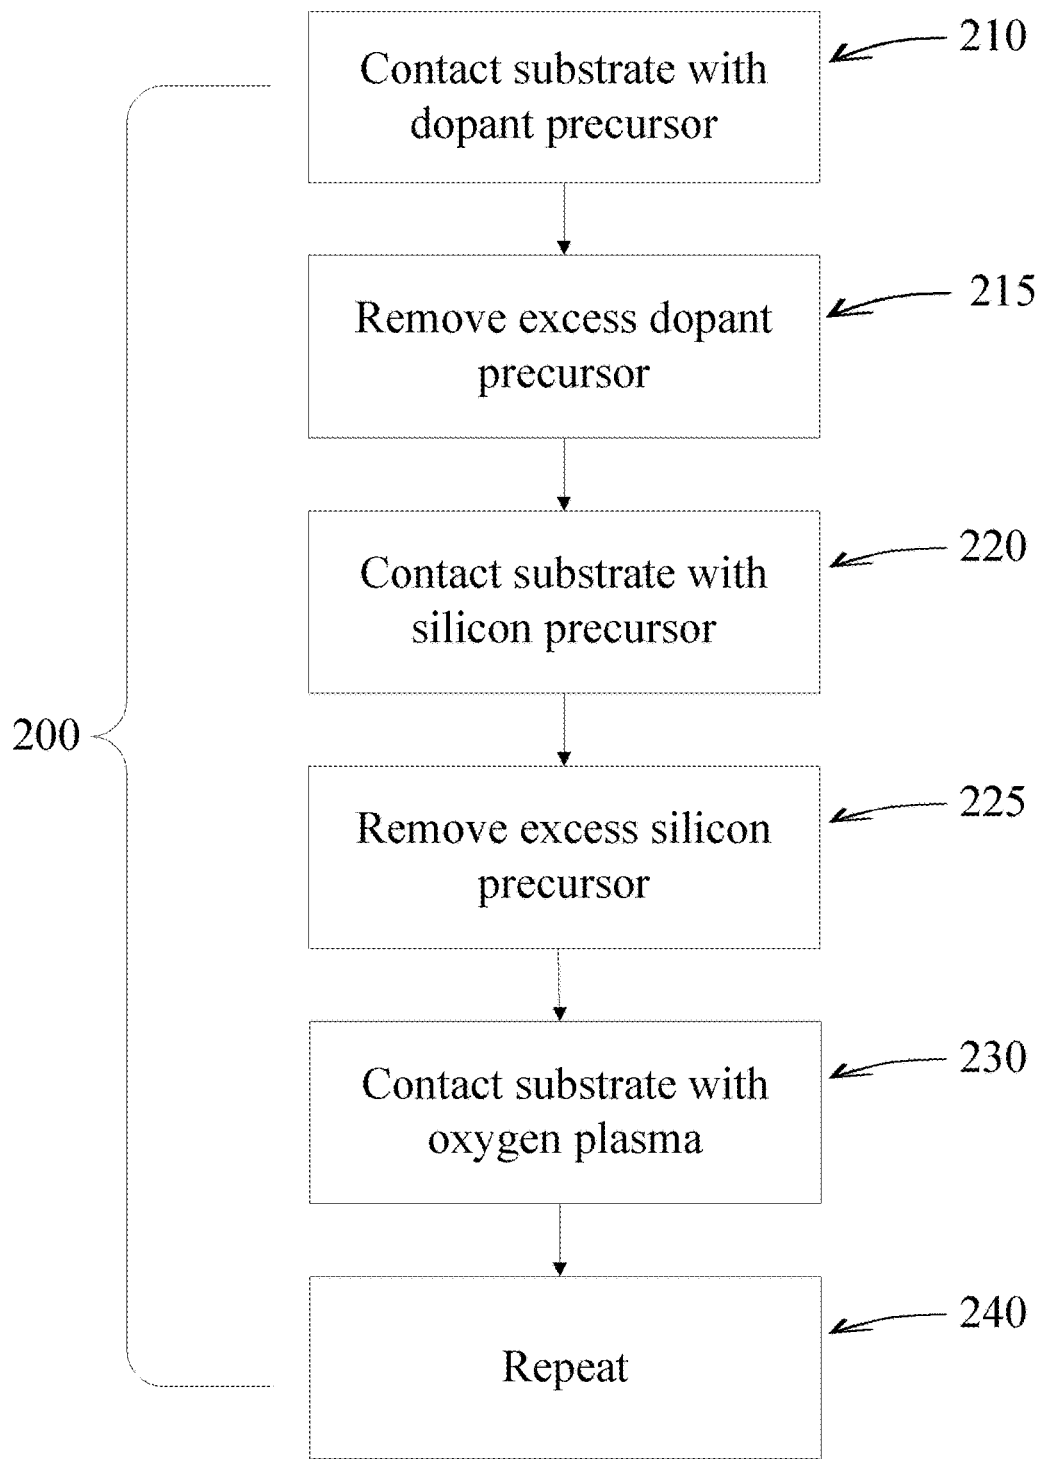 210
Contact substrate with
dopant precursor
215
Remove excess dopant
precursor
220
Contact substrate with
silicon precursor
200
225
Remove excess silicon
precursor
230
Contact substrate with
oxygen plasma
240
Repeat